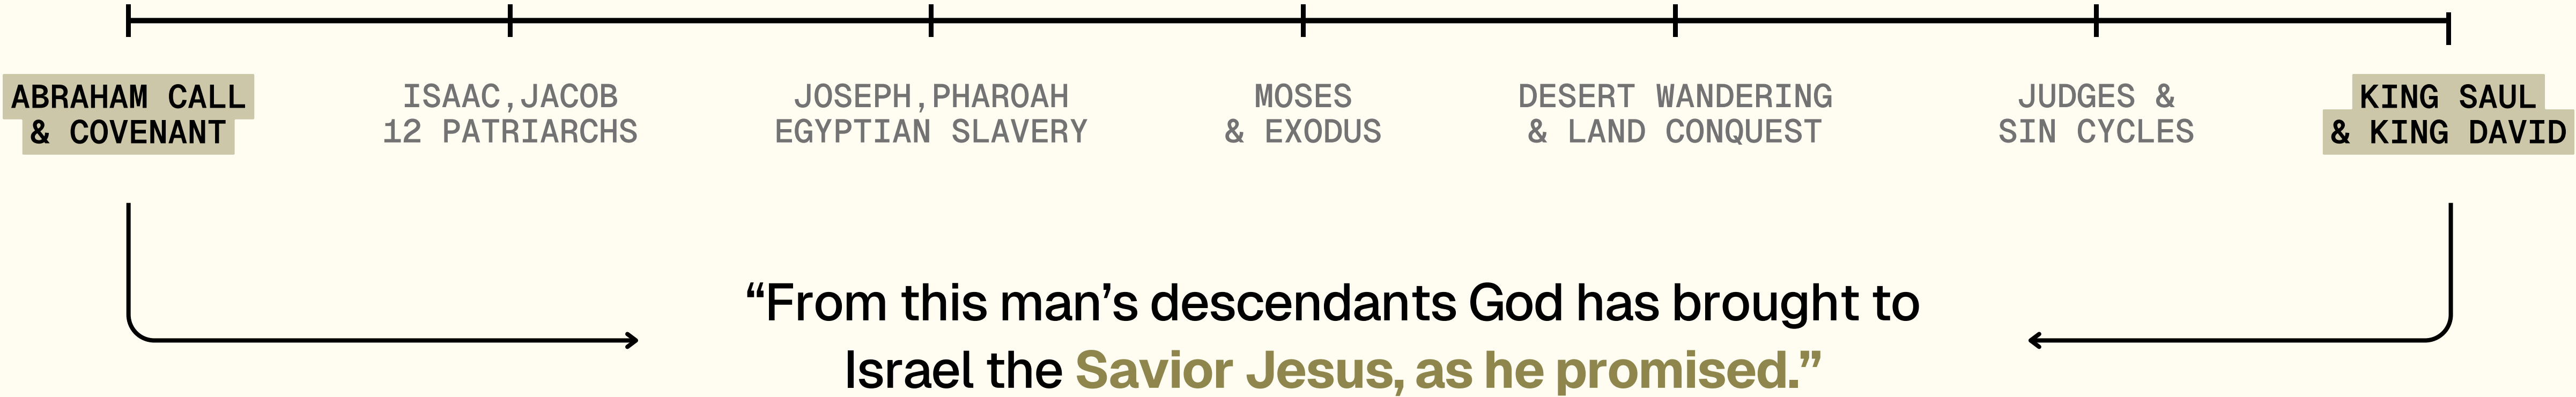 ABRAHAM CALL
& COVENANT
ISAAC,JACOB
12 PATRIARCHS
JOSEPH,PHAROAH
EGYPTIAN SLAVERY
MOSES
& EXODUS
DESERT WANDERING
& LAND CONQUEST
JUDGES &
SIN CYCLES
KING SAUL
& KING DAVID
“From this man’s descendants God has brought to
Israel the Savior Jesus, as he promised.”